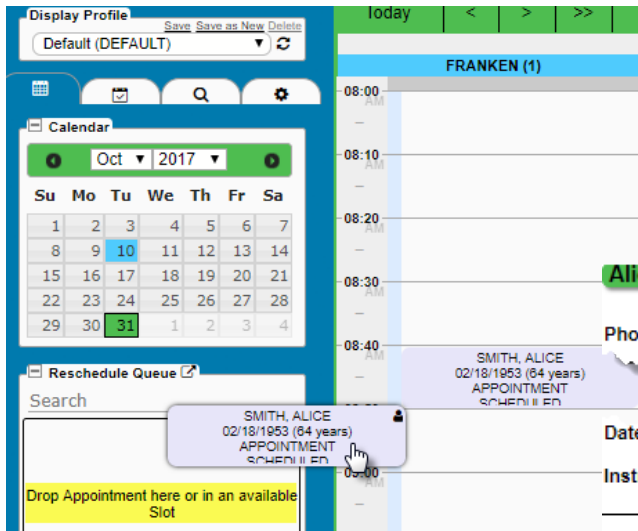 Display Profile
Save Save as New Delete
Default (DEFAULT)
Calendar
Oct 2017
Su Mo Tu We Th Fr Sa
1 2 3 4 5 6 7
8 9 10 11 12 13 14
15 16 17 18 19 20 21
22 23 24 25 26 27 28
29 30 31 1 2 3 4
Reschedule Queue
Search
SMITH, ALICE
02/18/1953 (64 years)
APPOINTMENT
SCHEDULED
Drop Appointment here or in an available
Slot
Today < > >>
FRANKEN (1)
08:00
AM
08:10
AM
08:20
AM
08:30
AM
08:40
AM
SMITH, ALICE
02/18/1953 (64 years)
APPOINTMENT
SCHEDULED
09:00
AM
Ali
Pho
Date
Inst